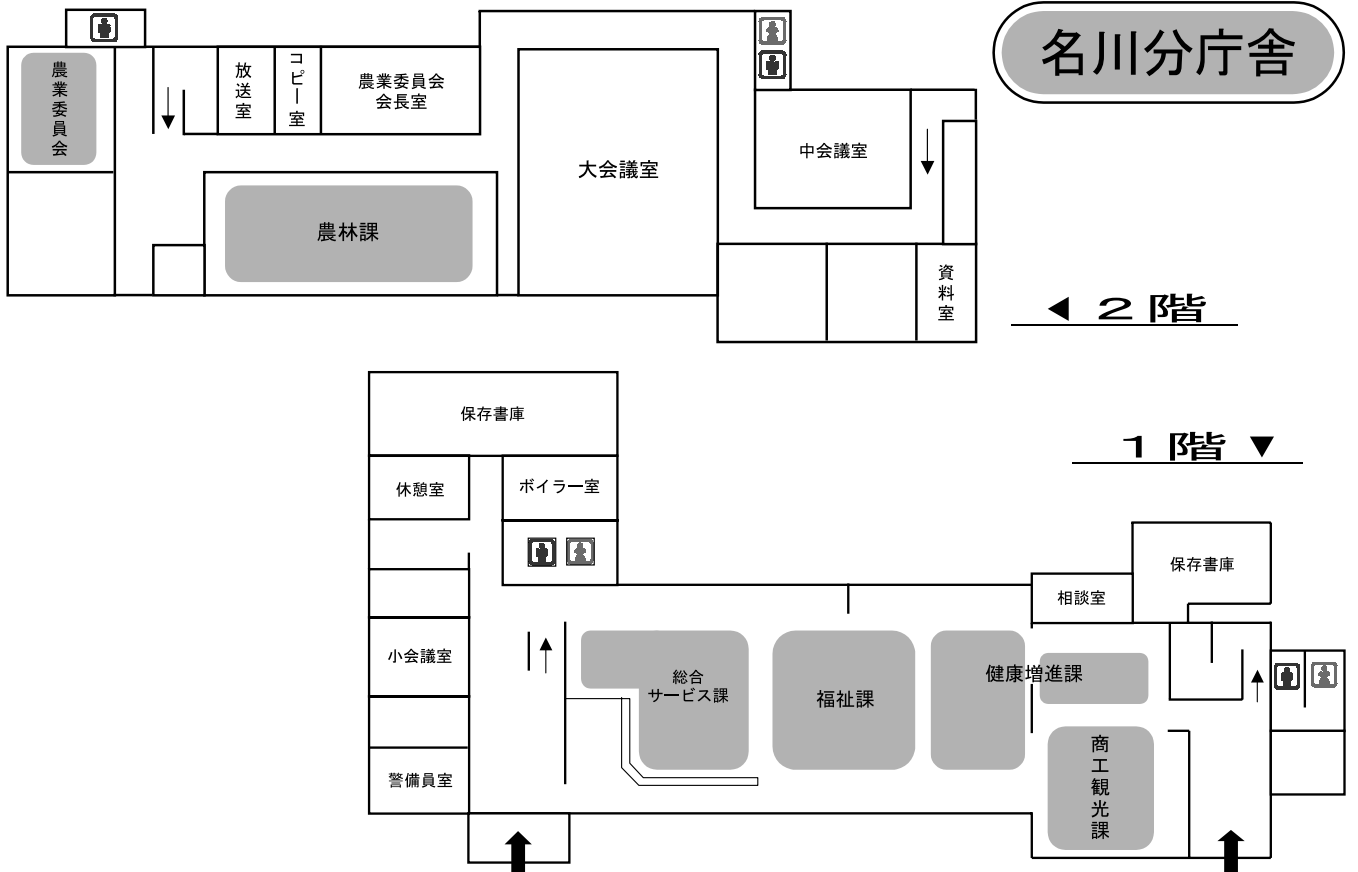 名川分庁舎
農業委員会
放送室
コピー室
農業委員会
会長室
大会議室
中会議室
農林課
資料室
◀ 2階
保存書庫
1階 ▼
休憩室
ボイラー室
保存書庫
相談室
小会議室
総合
サービス課
福祉課
健康増進課
商工観光課
警備員室